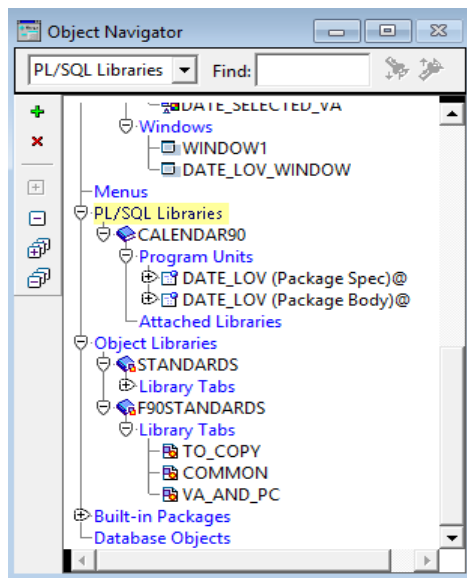 Object Navigator
PL/SQL Libraries Find:
DATE_SELECTED_VA
Windows
WINDOW1
DATE_LOV_WINDOW
Menus
PL/SQL Libraries
CALENDAR90
Program Units
DATE_LOV (Package Spec)@
DATE_LOV (Package Body)@
Attached Libraries
Object Libraries
STANDARDS
Library Tabs
F90STANDARDS
Library Tabs
TO_COPY
COMMON
VA_AND_PC
Built-in Packages
Database Objects